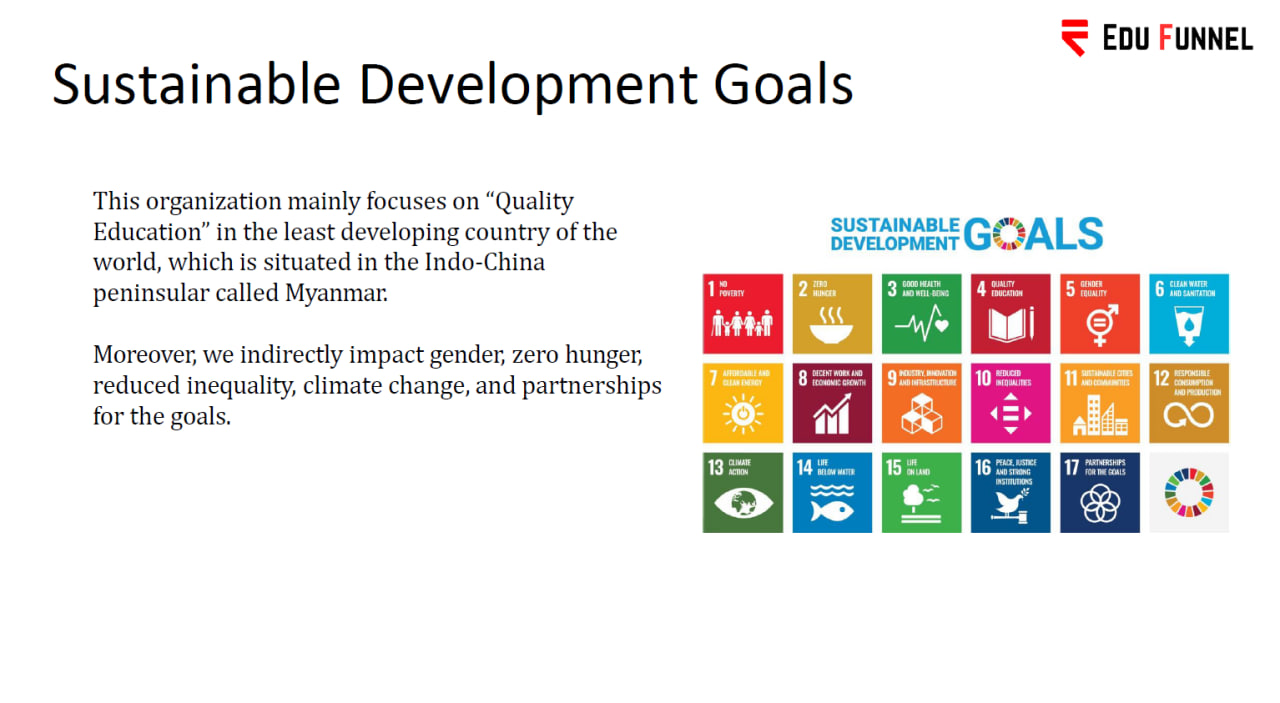 EDU FUNNEL
Sustainable Development Goals
This organization mainly focuses on “Quality
Education” in the least developing country of the
world, which is situated in the Indo-China
peninsular called Myanmar.
Moreover, we indirectly impact gender, zero hunger,
reduced inequality, climate change, and partnerships
for the goals.
SUSTAINABLE
DEVELOPMENT GOALS
1 NO
POVERTY
2 ZERO
HUNGER
3 GOOD HEALTH
AND WELL-BEING
4 QUALITY
EDUCATION
5 GENDER
EQUALITY
6 CLEAN WATER
AND SANITATION
7 AFFORDABLE AND
CLEAN ENERGY
8 DECENT WORK AND
ECONOMIC GROWTH
9 INDUSTRY, INNOVATION
AND INFRASTRUCTURE
10 REDUCED
INEQUALITIES
11 SUSTAINABLE CITIES
AND COMMUNITIES
12 RESPONSIBLE
CONSUMPTION
AND PRODUCTION
13 CLIMATE
ACTION
14 LIFE
BELOW WATER
15 LIFE
ON LAND
16 PEACE, JUSTICE
AND STRONG
INSTITUTIONS
17 PARTNERSHIPS
FOR THE GOALS